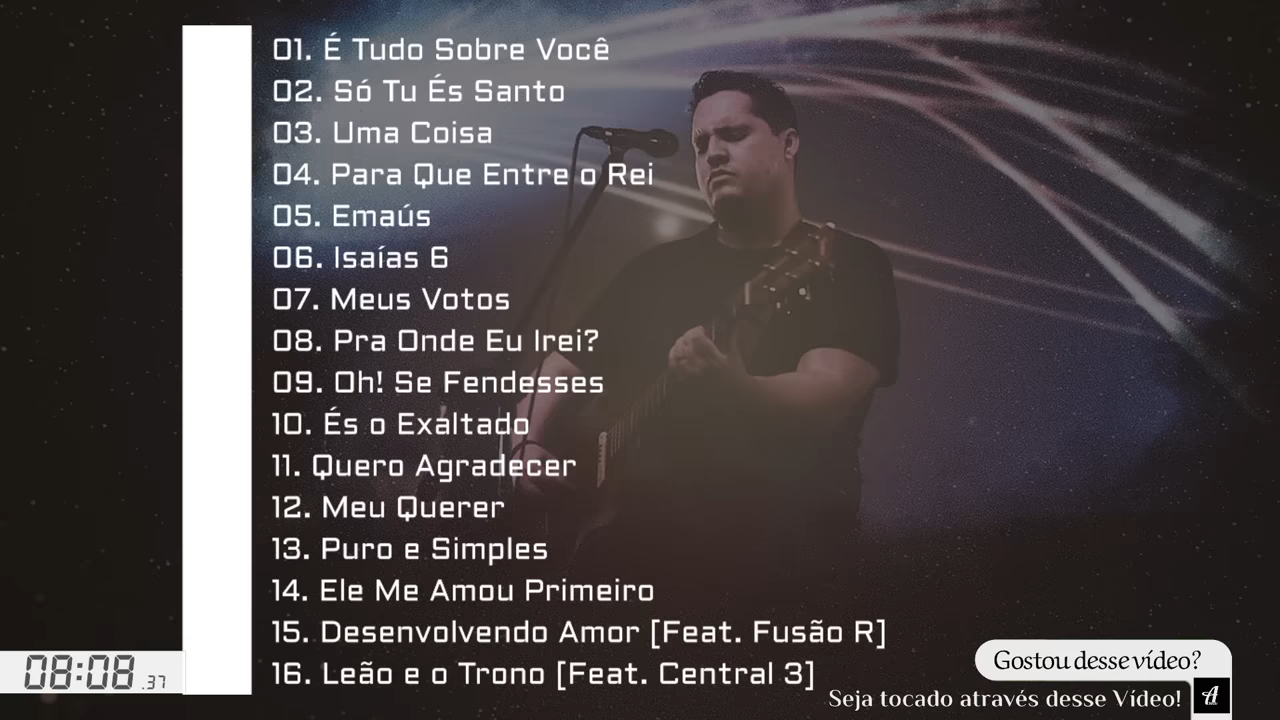 01. É Tudo Sobre Você
02. Só Tu És Santo
03. Uma Coisa
04. Para Que Entre o Rei
05. Emaús
06. Isaías 6
07. Meus Votos
08. Pra Onde Eu Irei?
09. Oh! Se Fendesses
10. És o Exaltado
11. Quero Agradecer
12. Meu Querer
13. Puro e Simples
14. Ele Me Amou Primeiro
15. Desenvolvendo Amor [Feat. Fusão R]
16. Leão e o Trono [Feat. Central 3]
08:08.37
Gostou desse vídeo?
Seja tocado através desse Vídeo!
A